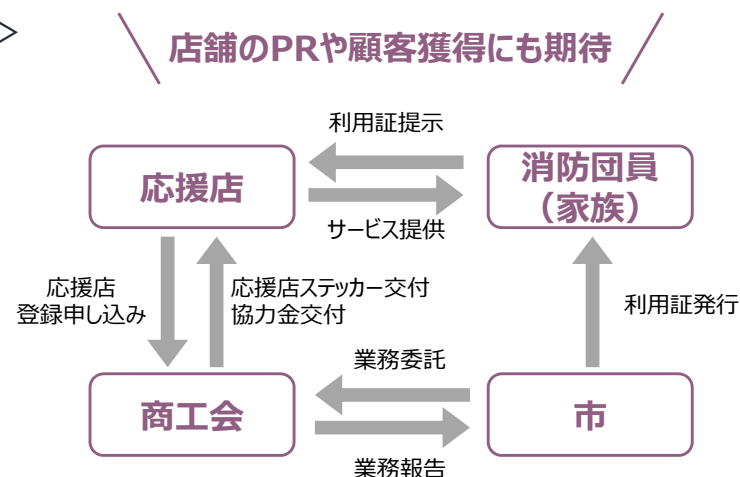 店舗のPRや顧客獲得にも期待
利用証提示
応援店
消防団員
（家族）
サービス提供
応援店
登録申し込み
応援店ステッカー交付
協力金交付
利用証発行
業務委託
商工会
市
業務報告